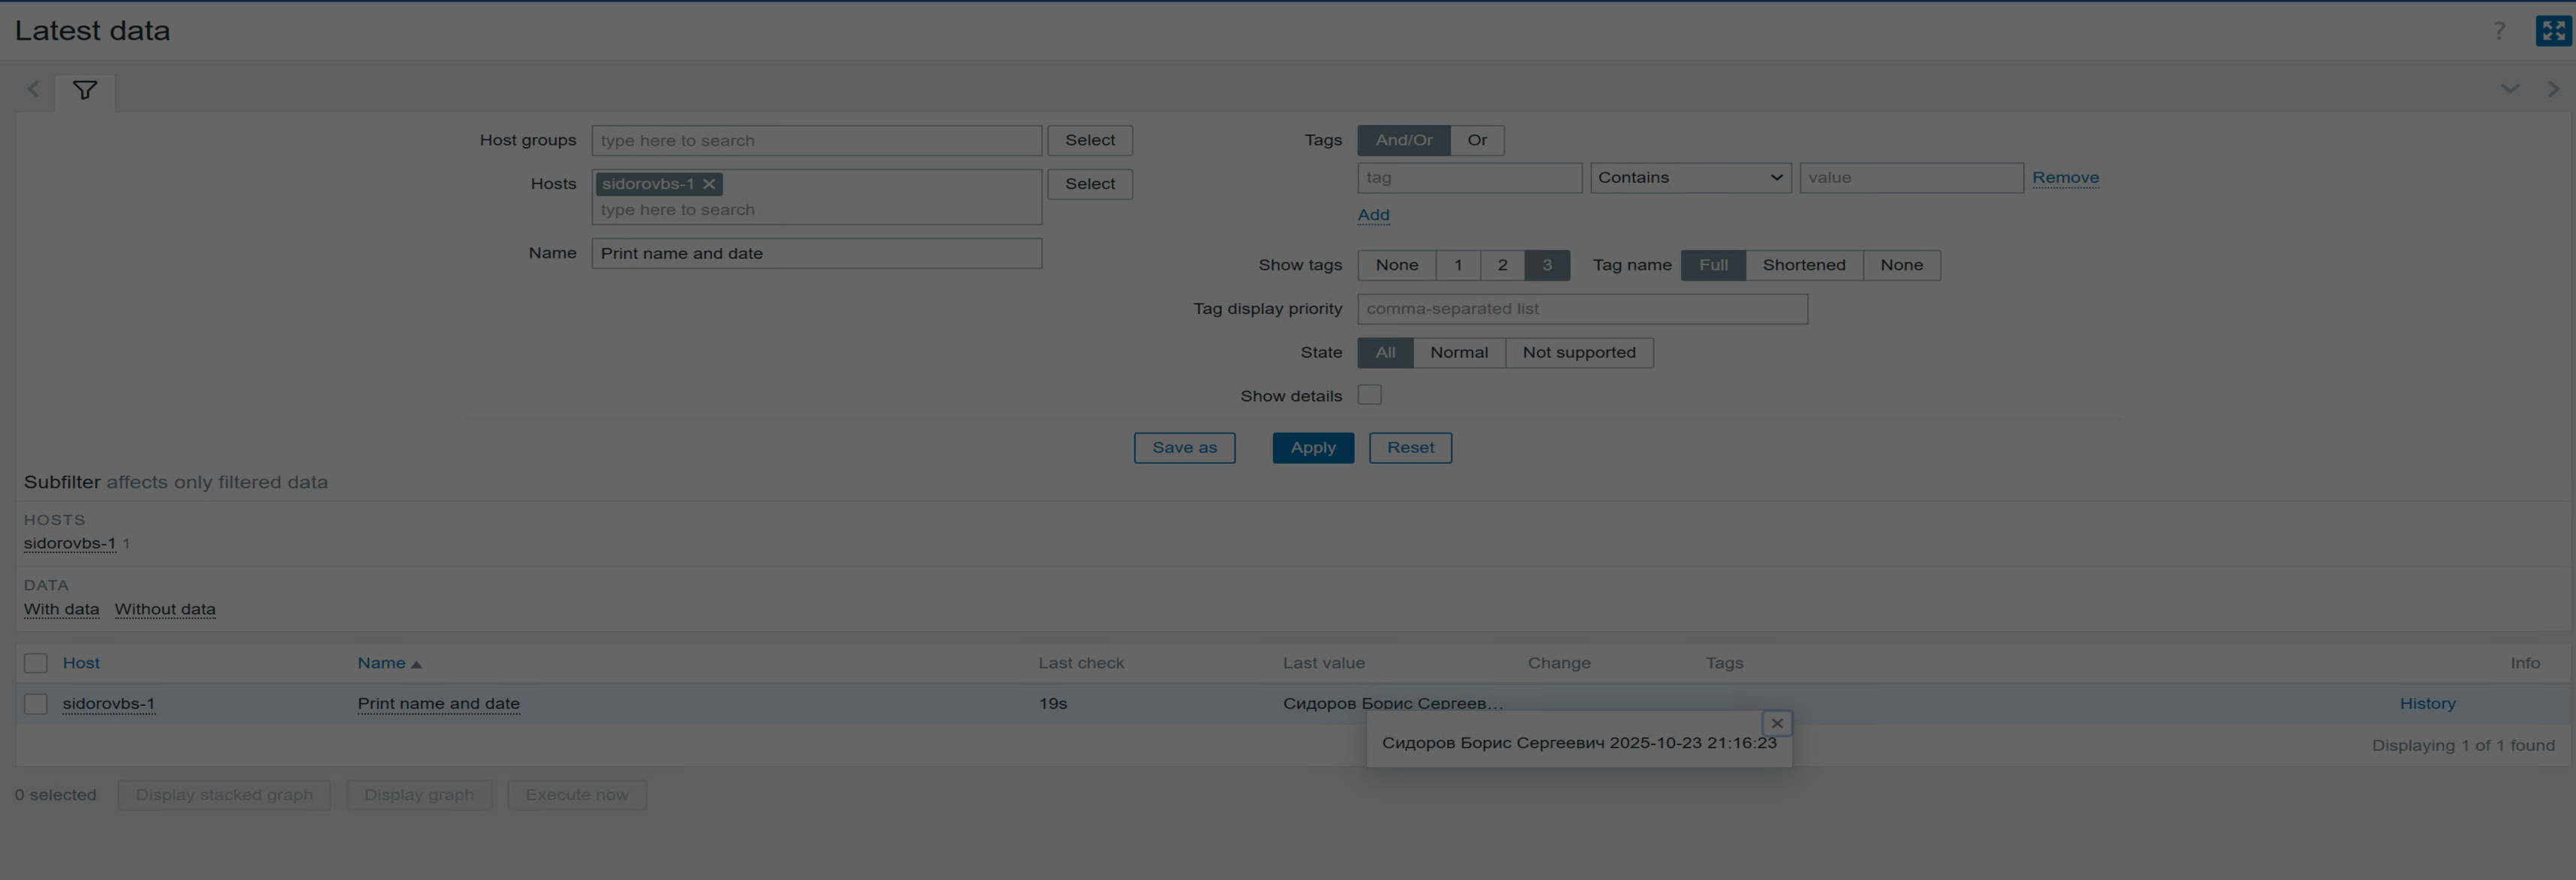 Latest data ?
Host groups type here to search Select Tags And/Or Or
Hosts sidorovbs-1 Select tag Contains value Remove
type here to search Add
Name Print name and date
Show tags None 1 2 3 Tag name Full Shortened None
Tag display priority comma-separated list
State All Normal Not supported
Show details
Save as Apply Reset
Subfilter affects only filtered data
HOSTS
sidorovbs-1 1
DATA
With data Without data
Host Name Last check Last value Change Tags Info
sidorovbs-1 Print name and date 19s Сидоров Борис Сергеев... History
Сидоров Борис Сергеевич 2025-10-23 21:16:23
Displaying 1 of 1 found
0 selected Display stacked graph Display graph Execute now